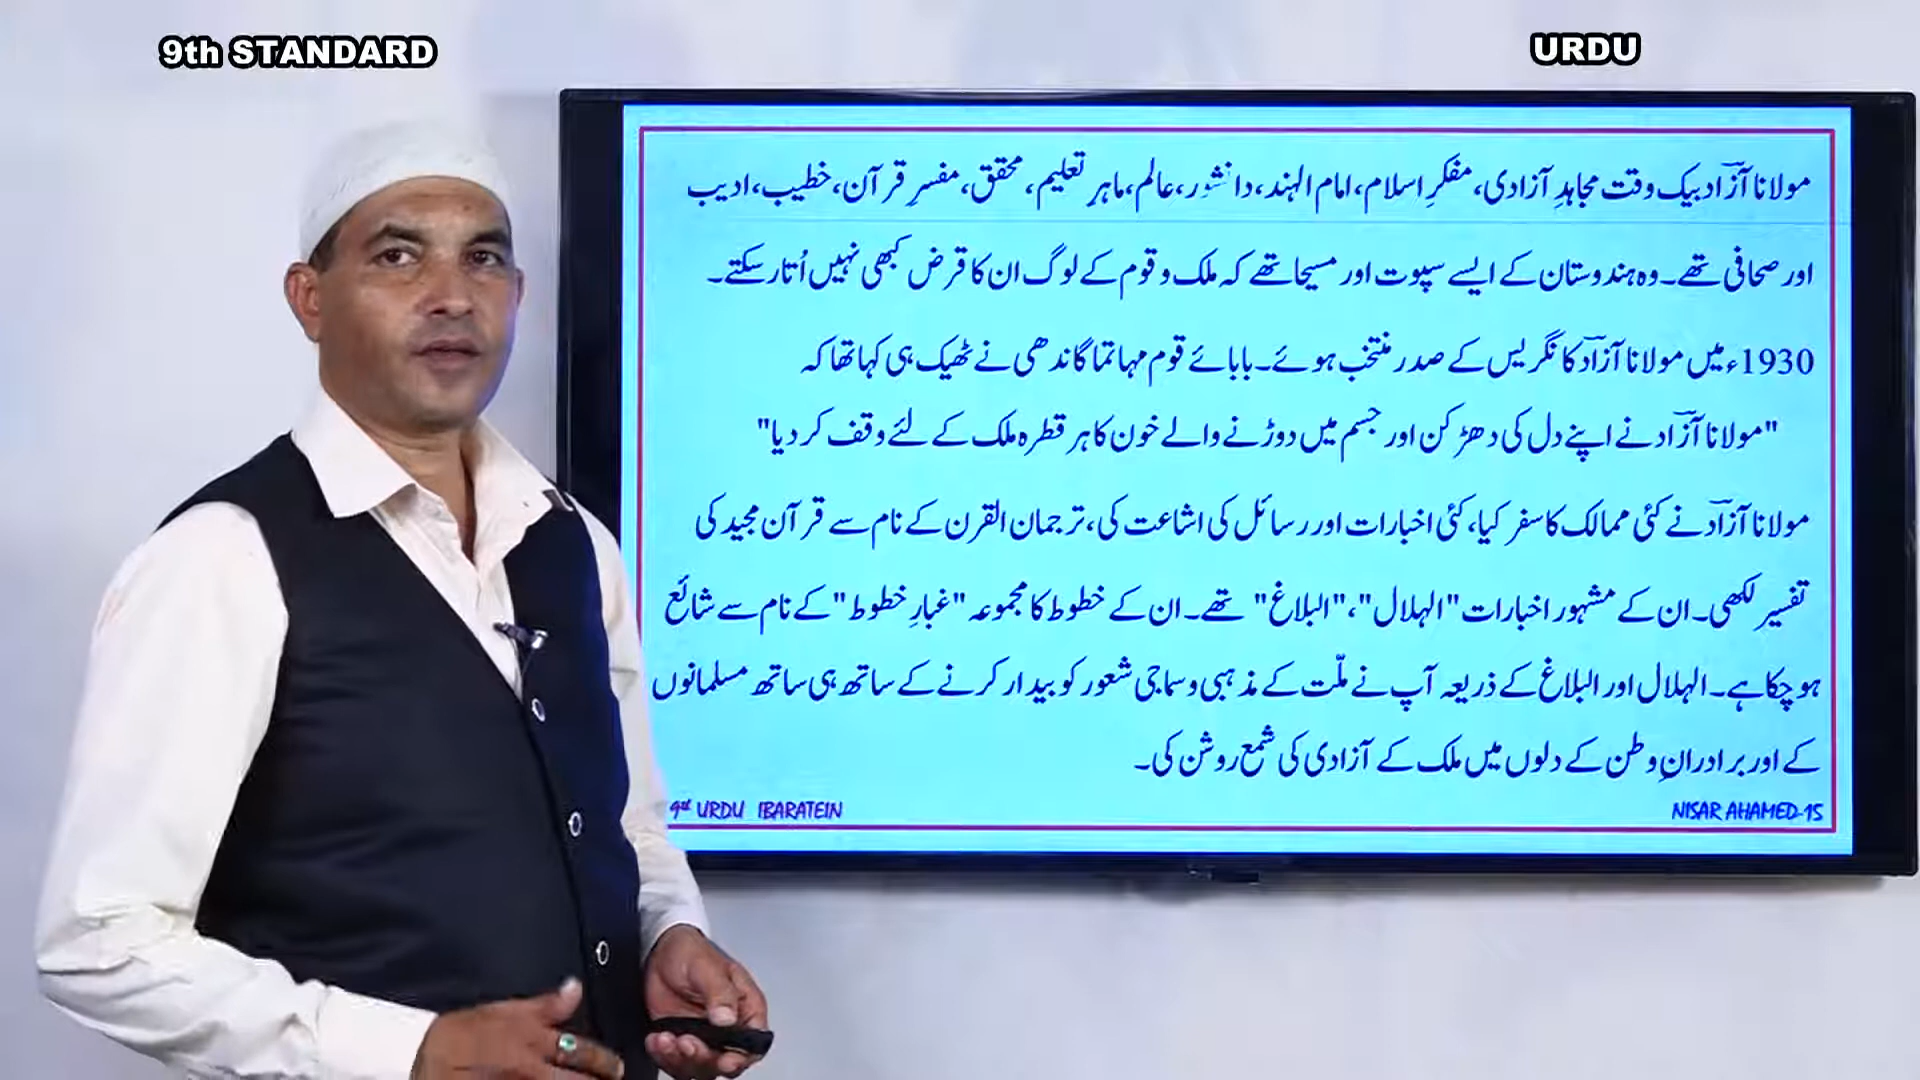 9th STANDARD
URDU
مولانا آزادؔ بیک وقت مجاہدِ آزادی، مفکرِ اسلام، امام الہند، دانشور، عالم، ماہرِ تعلیم، محقق، مفسرِ قرآن، خطیب، ادیب
اور صحافی تھے۔ وہ ہندوستان کے ایسے سپوت اور مسیحا تھے کہ ملک و قوم کے لوگ ان کا قرض کبھی نہیں اُتار سکتے۔
1930ء میں مولانا آزادؔ کانگریس کے صدر منتخب ہوئے۔ بابائے قوم مہاتما گاندھی نے ٹھیک ہی کہا تھا کہ
"مولانا آزادؔ نے اپنے دل کی دھڑکن اور جسم میں دوڑنے والے خون کا ہر قطرہ ملک کے لئے وقف کر دیا"
مولانا آزادؔ نے کئی ممالک کا سفر کیا، کئی اخبارات اور رسائل کی اشاعت کی، ترجمان القرن کے نام سے قرآن مجید کی
تفسیر لکھی۔ ان کے مشہور اخبارات "الہلال"، "البلاغ" تھے۔ ان کے خطوط کا مجموعہ "غبارِ خطوط" کے نام سے شائع
ہو چکا ہے۔ الہلال اور البلاغ کے ذریعہ آپ نے ملّت کے مذہبی و سماجی شعور کو بیدار کرنے کے ساتھ ہی ساتھ مسلمانوں
کے اور برادرانِ وطن کے دلوں میں ملک کے آزادی کی شمع روشن کی۔
9st URDU IBARATEIN
NISAR AHAMED-15